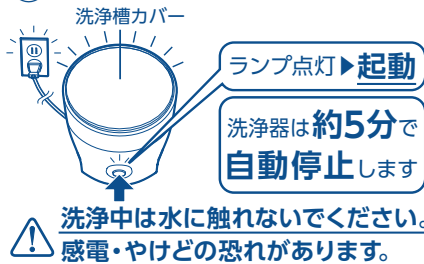 洗浄槽カバー
ランプ点灯▶起動
洗浄器は約5分で
自動停止します
洗浄中は水に触れないでください。
感電・やけどの恐れがあります。